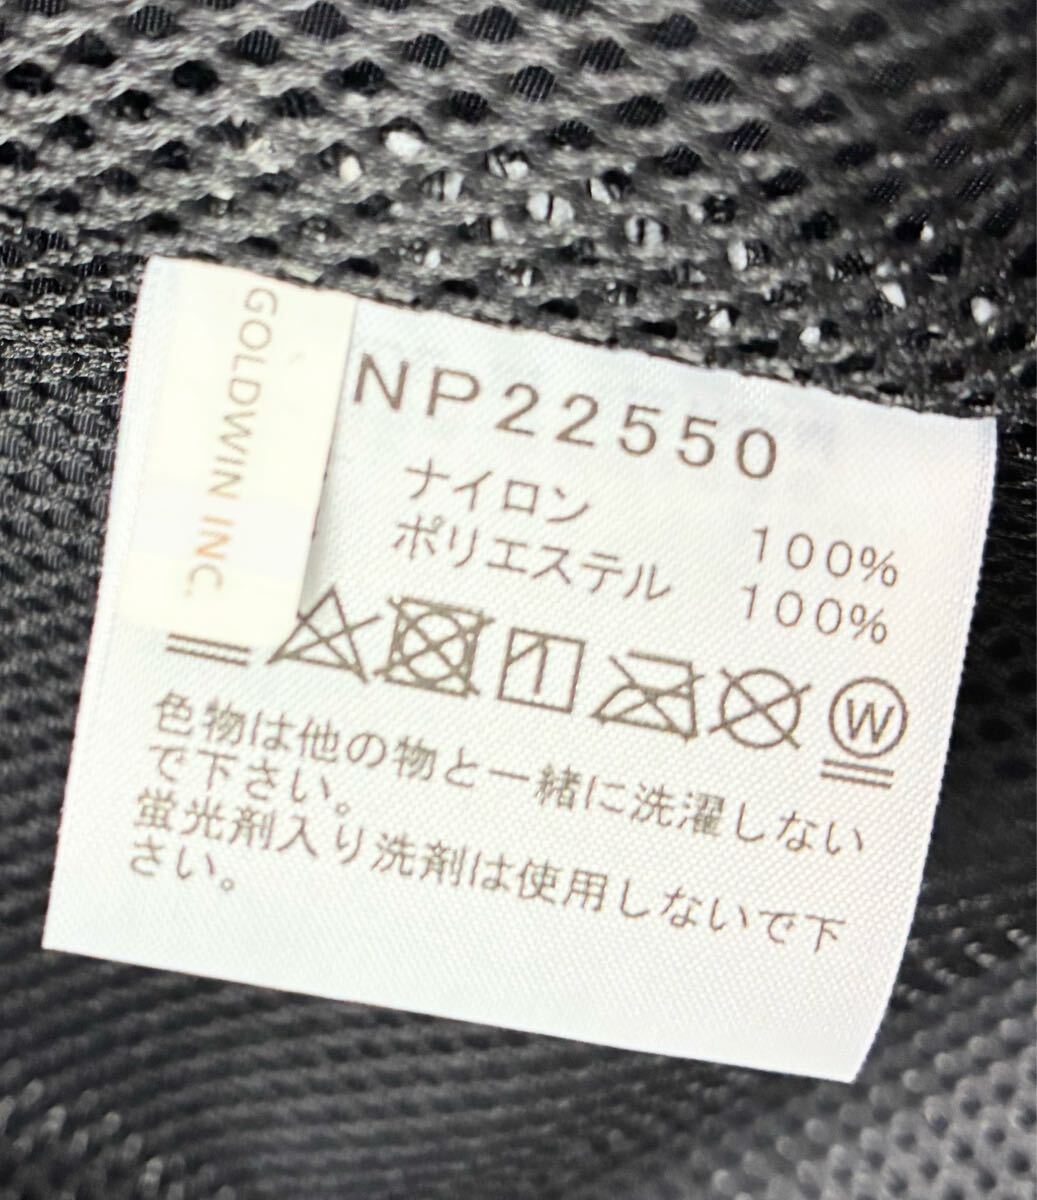 GOLDWIN INC.
NP22550
ナイロン 100%
ポリエステル 100%
W
色物は他の物と一緒に洗濯しない
で下さい。
蛍光剤入り洗剤は使用しないで下
さい。